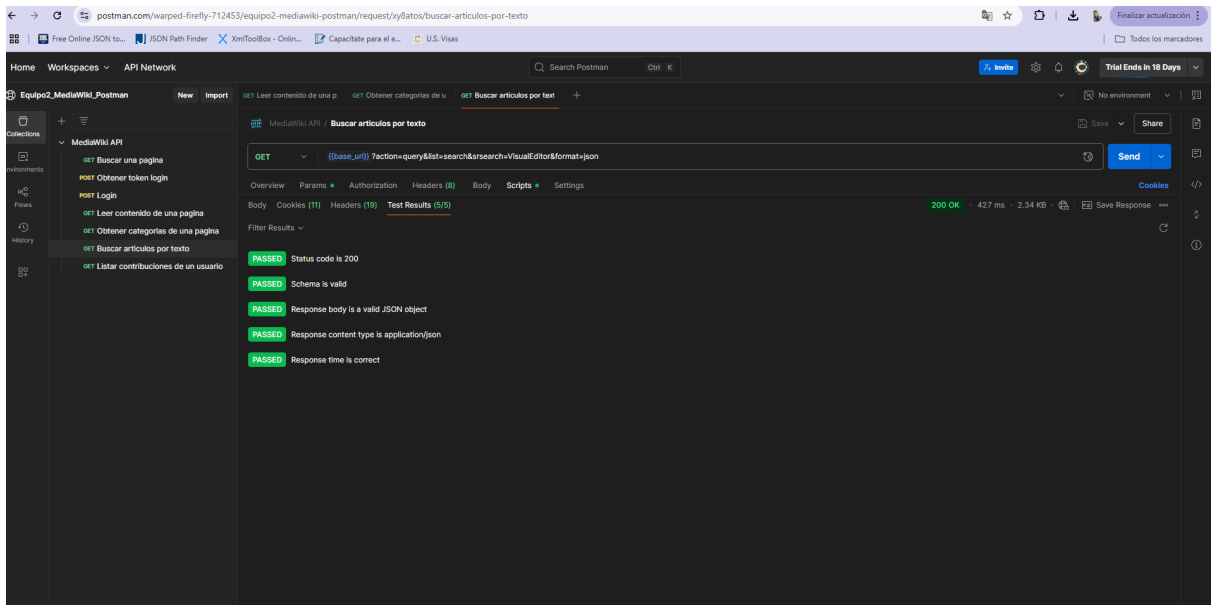 postman.com/warped-firefly-712453/equipo2-mediawiki-postman/request/xy8atos/buscar-articulos-por-texto
Finalizar actualización
Free Online JSON to... JSON Path Finder XmlToolBox - Onlin... Capacítate para el e... U.S. Visas Todos los marcadores
Home Workspaces API Network Search Postman Ctrl K Invite Trial Ends in 18 Days
Equipo2_MediaWiki_Postman New Import GET Leer contenido de una p GET Obtener categorias de u GET Buscar articulos por text No environment
Collections
MediaWiki API / Buscar articulos por texto Save Share
MediaWiki API
GET Buscar una pagina
GET {{base_url}} ?action=query&list=search&srsearch=VisualEditor&format=json Send
nvironments
POST Obtener token login
POST Login
Overview Params Authorization Headers (8) Body Scripts Settings Cookies
Flows
GET Leer contenido de una pagina
Body Cookies (11) Headers (19) Test Results (5/5) 200 OK 427 ms 2.34 KB Save Response
GET Obtener categorias de una pagina
Filter Results
History
GET Buscar articulos por texto
GET Listar contribuciones de un usuario
PASSED Status code is 200
PASSED Schema is valid
PASSED Response body is a valid JSON object
PASSED Response content type is application/json
PASSED Response time is correct